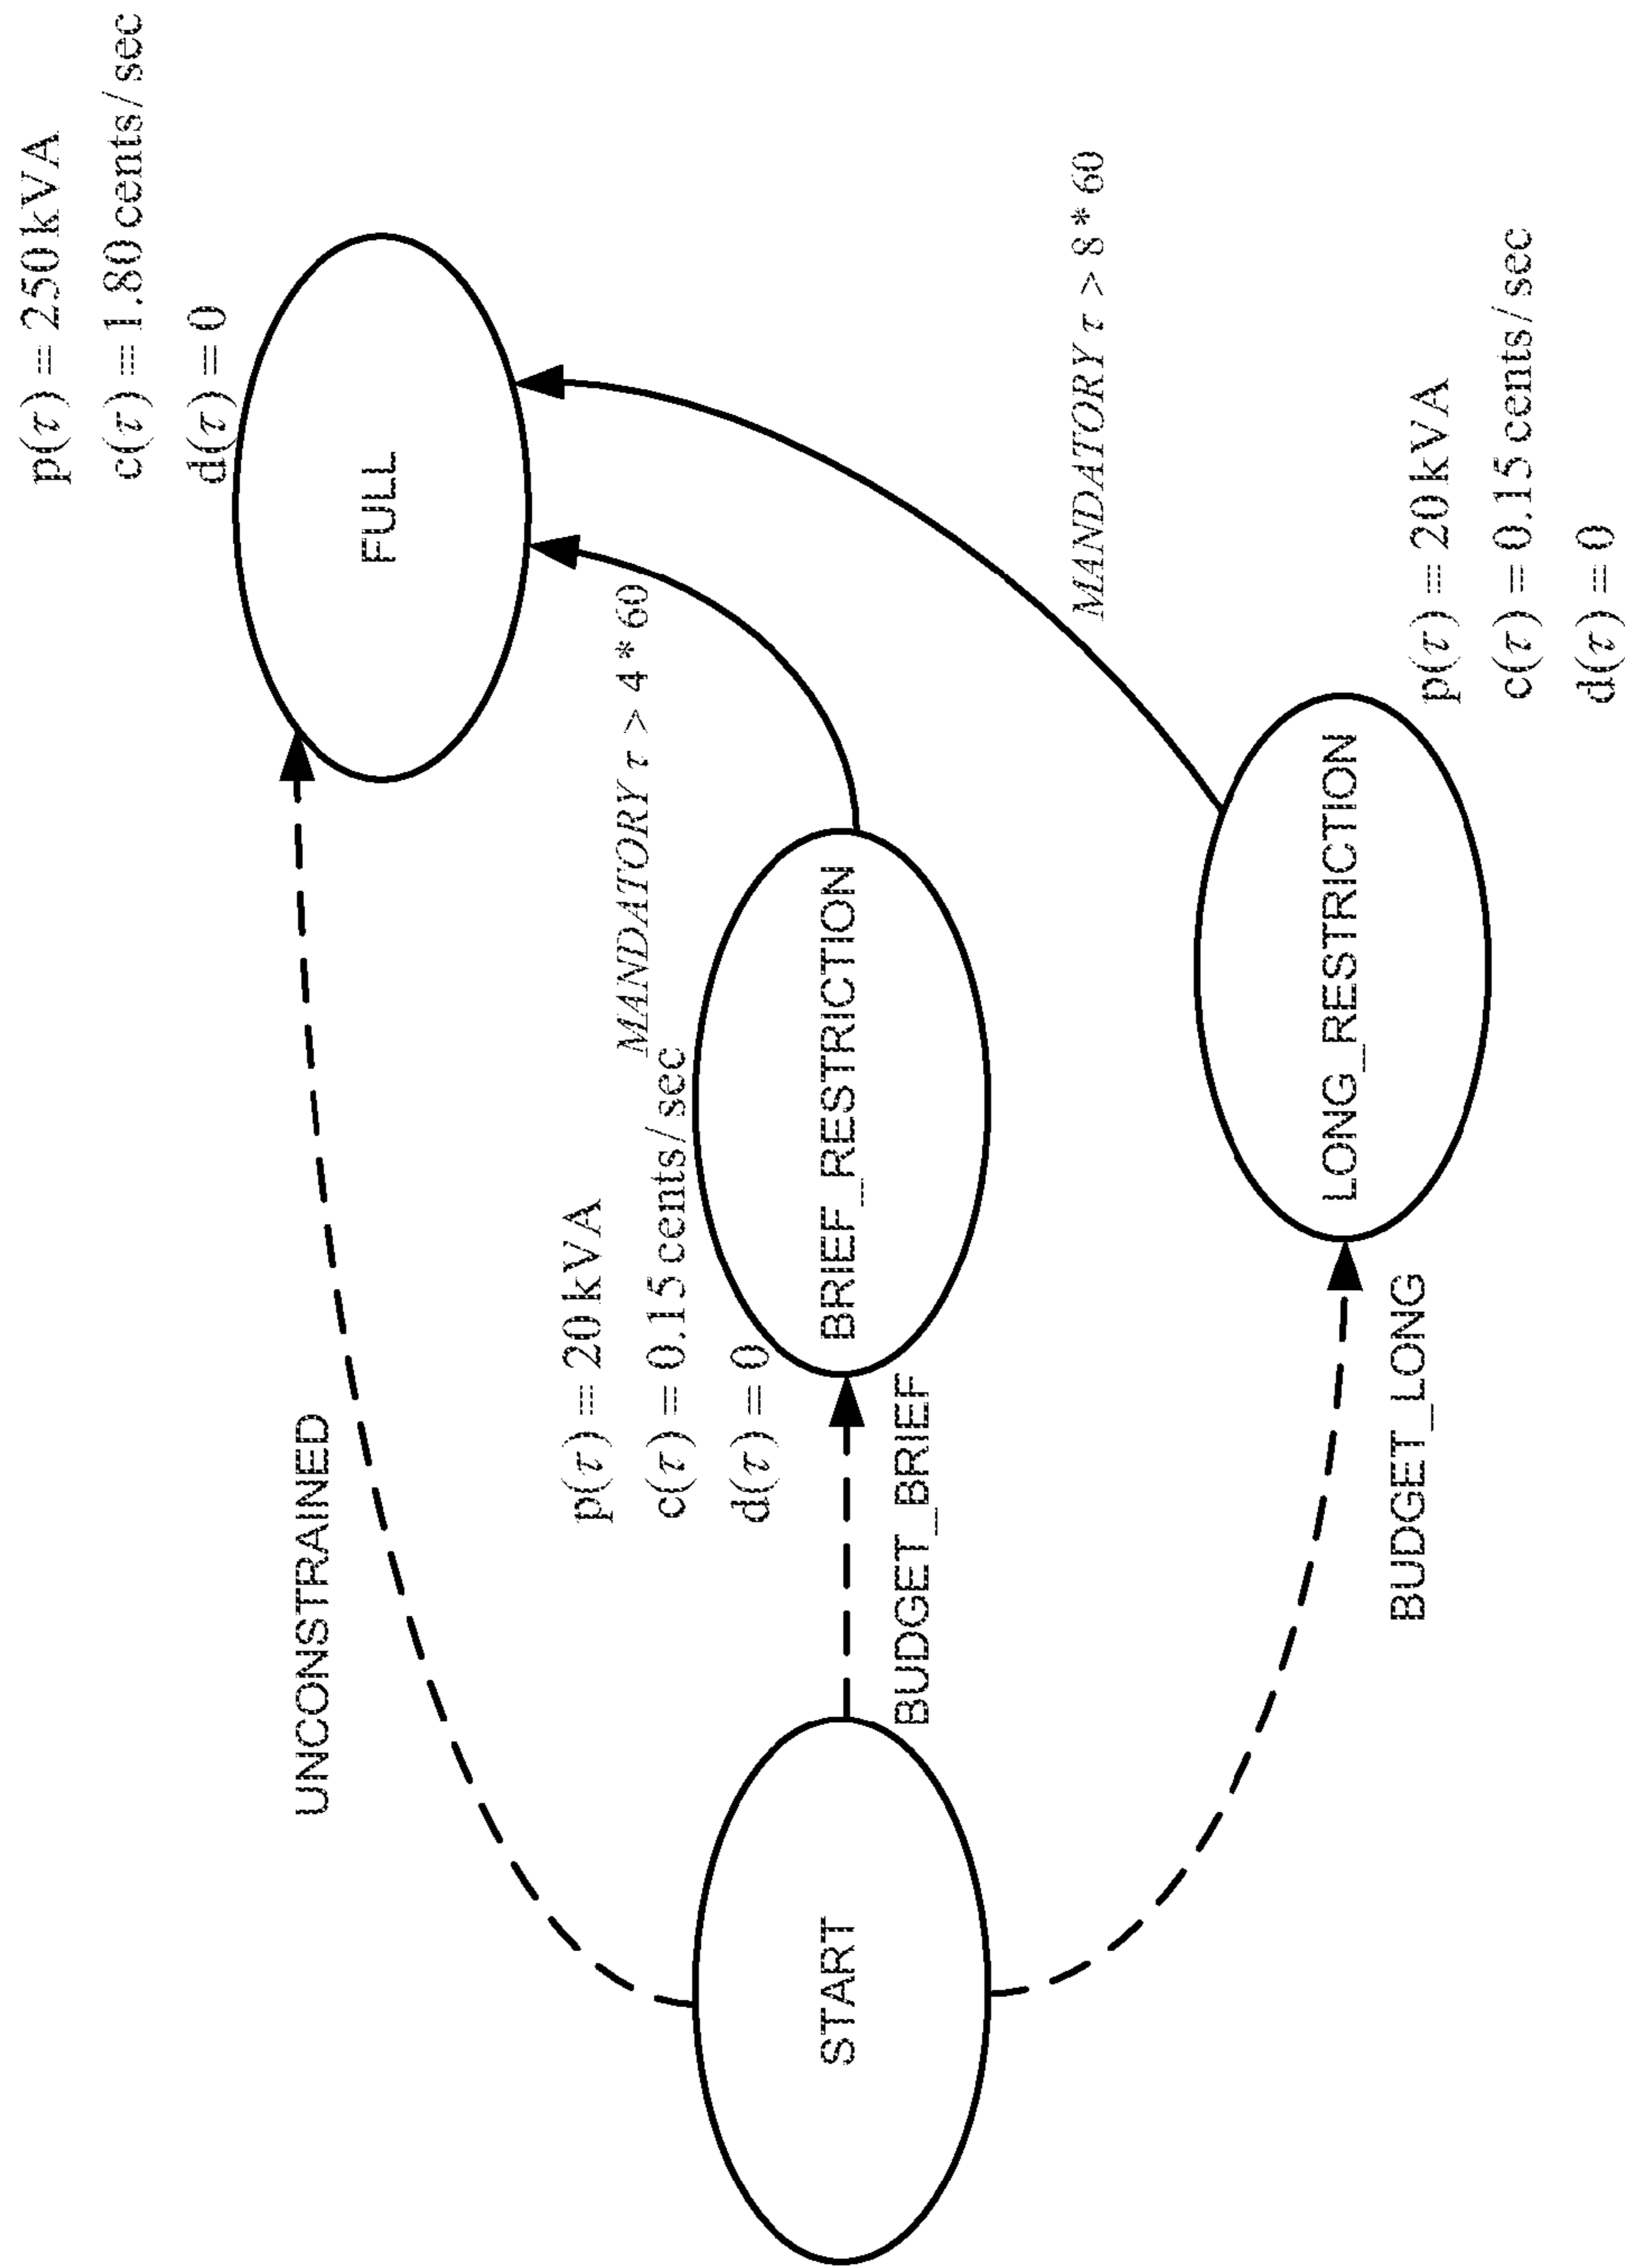 p(τ) = 250 kVA
c(τ) = 1.80 cents/sec
d(τ) = 0
FULL
UNCONSTRAINED
MANDATORY τ > 4 * 60
p(τ) = 20 kVA
c(τ) = 0.15 cents/sec
d(τ) = 0
START
BRIEF_RESTRICTION
BUDGET_BRIEF
MANDATORY τ > 8 * 60
LONG_RESTRICTION
BUDGET_LONG
p(τ) = 20 kVA
c(τ) = 0.15 cents/sec
d(τ) = 0